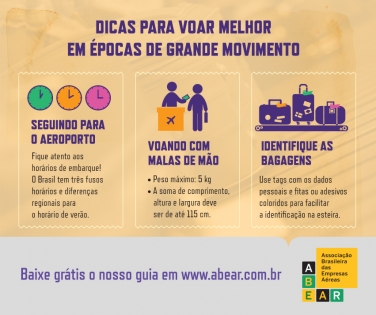 DICAS PARA VOAR MELHOR
EM ÉPOCAS DE GRANDE MOVIMENTO
SEGUINDO PARA
O AEROPORTO
Fique atento aos
horários de embarque!
O Brasil tem três fusos
horários e diferenças
regionais para
o horário de verão.
VOANDO COM
MALAS DE MÃO
• Peso máximo: 5 kg
• A soma de comprimento,
altura e largura deve
ser de até 115 cm.
IDENTIFIQUE AS
BAGAGENS
Use tags com os dados
pessoais e fitas ou adesivos
coloridos para facilitar
a identificação na esteira.
Baixe grátis o nosso guia em www.abear.com.br
ABEAR
Associação
Brasileira
das
Empresas
Aéreas